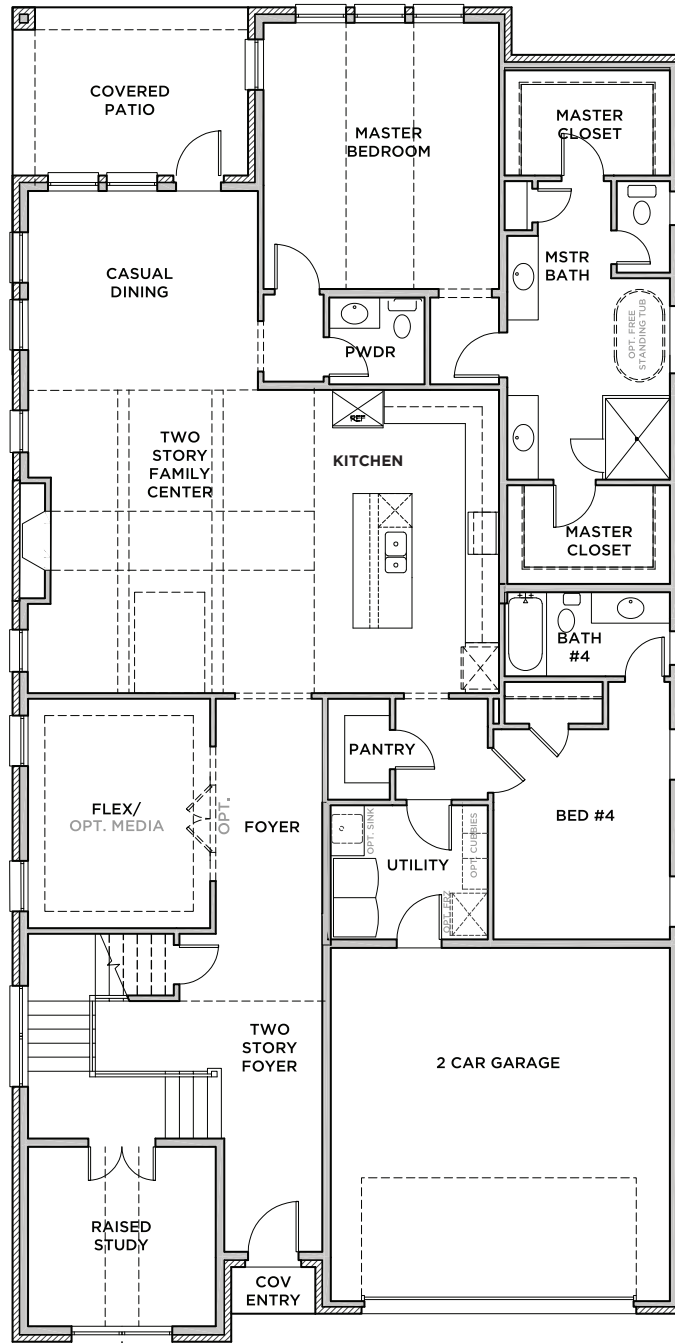 COVERED
PATIO
MASTER
BEDROOM
MASTER
CLOSET
MSTR
BATH
CASUAL
DINING
OPT. FREE
STANDING TUB
PWDR
REF
KITCHEN
TWO
STORY
FAMILY
CENTER
MASTER
CLOSET
BATH
#4
PANTRY
FLEX/
OPT. MEDIA
OPT.
FOYER
OPT. SINK
UTILITY
OPT. CUBBIES
OPT. FRZ
BED #4
TWO
STORY
FOYER
2 CAR GARAGE
RAISED
STUDY
COV
ENTRY